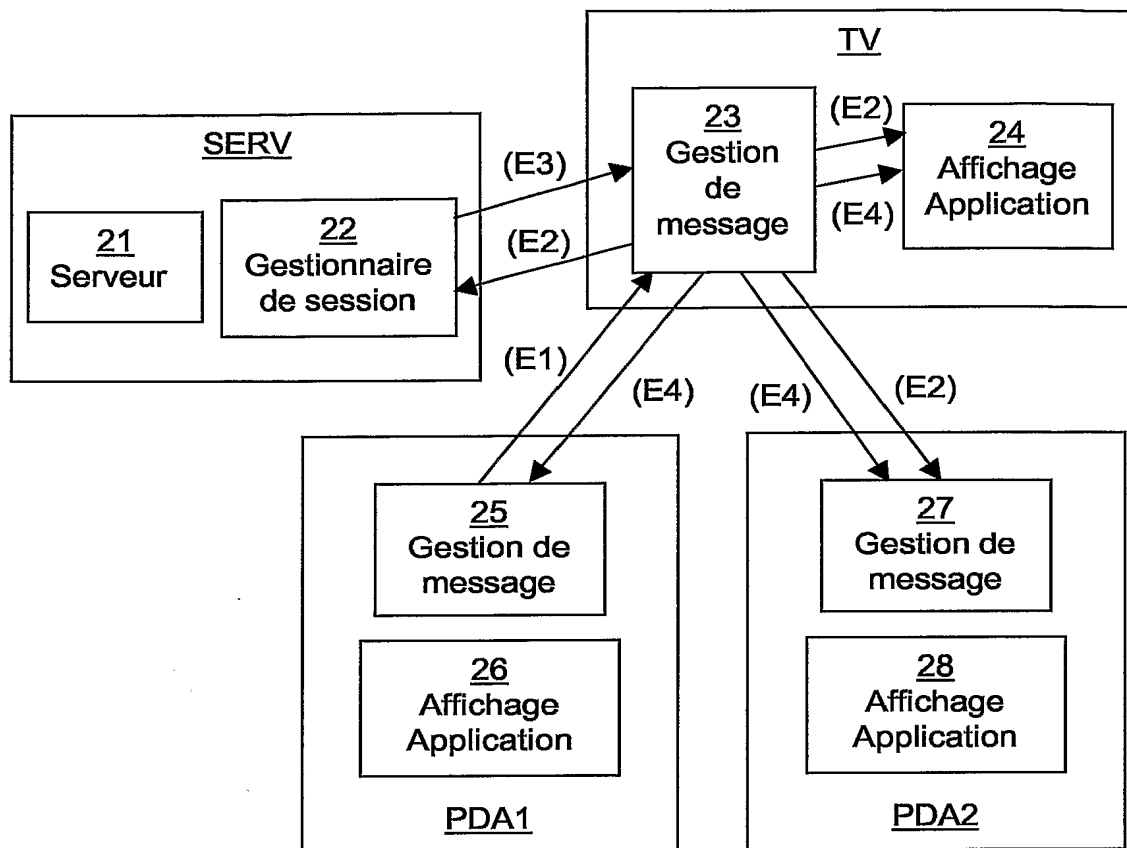 TV
SERV
21
Serveur
22
Gestionnaire
de session
(E3)
(E2)
23
Gestion
de
message
(E2)
(E4)
24
Affichage
Application
(E1)
(E4)
(E4)
(E2)
25
Gestion de
message
26
Affichage
Application
PDA1
27
Gestion de
message
28
Affichage
Application
PDA2